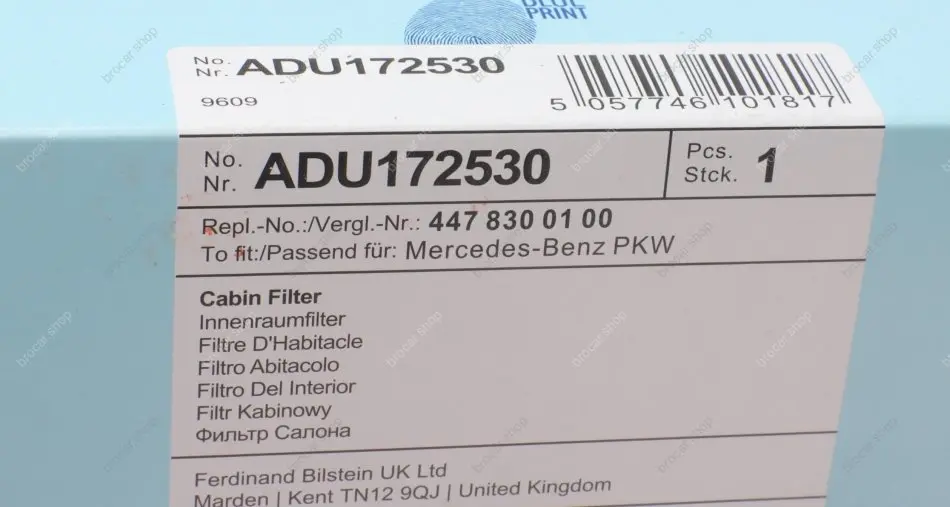 BLUE
PRINT
No.
Nr. ADU172530
9609
5 057746 101817
No.
Nr. ADU172530
Pcs.
Stck. 1
Repl.-No.:/Vergl.-Nr.: 447 830 01 00
To fit:/Passend für: Mercedes-Benz PKW
Cabin Filter
Innenraumfilter
Filtre D'Habitacle
Filtro Abitacolo
Filtro Del Interior
Filtr Kabinowy
Фильтр Салона
Ferdinand Bilstein UK Ltd
Marden | Kent TN12 9QJ | United Kingdom
brocar.shop